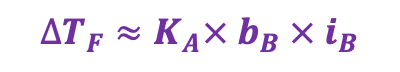 ΔT_F ≈ K_A × b_B × i_B